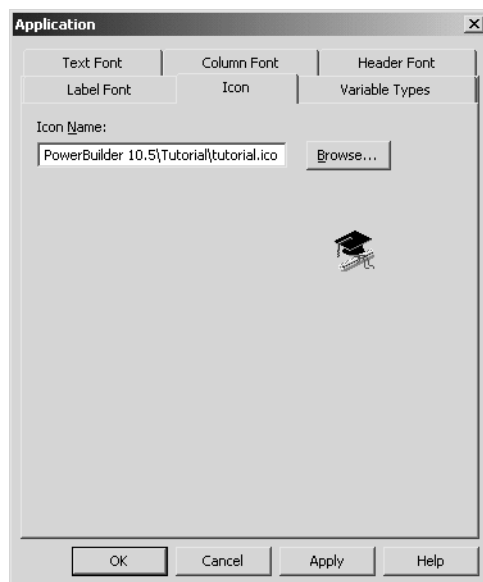 Application
Text Font Column Font Header Font
Label Font Icon Variable Types
Icon Name:
PowerBuilder 10.5\Tutorial\tutorial.ico Browse...
OK Cancel Apply Help